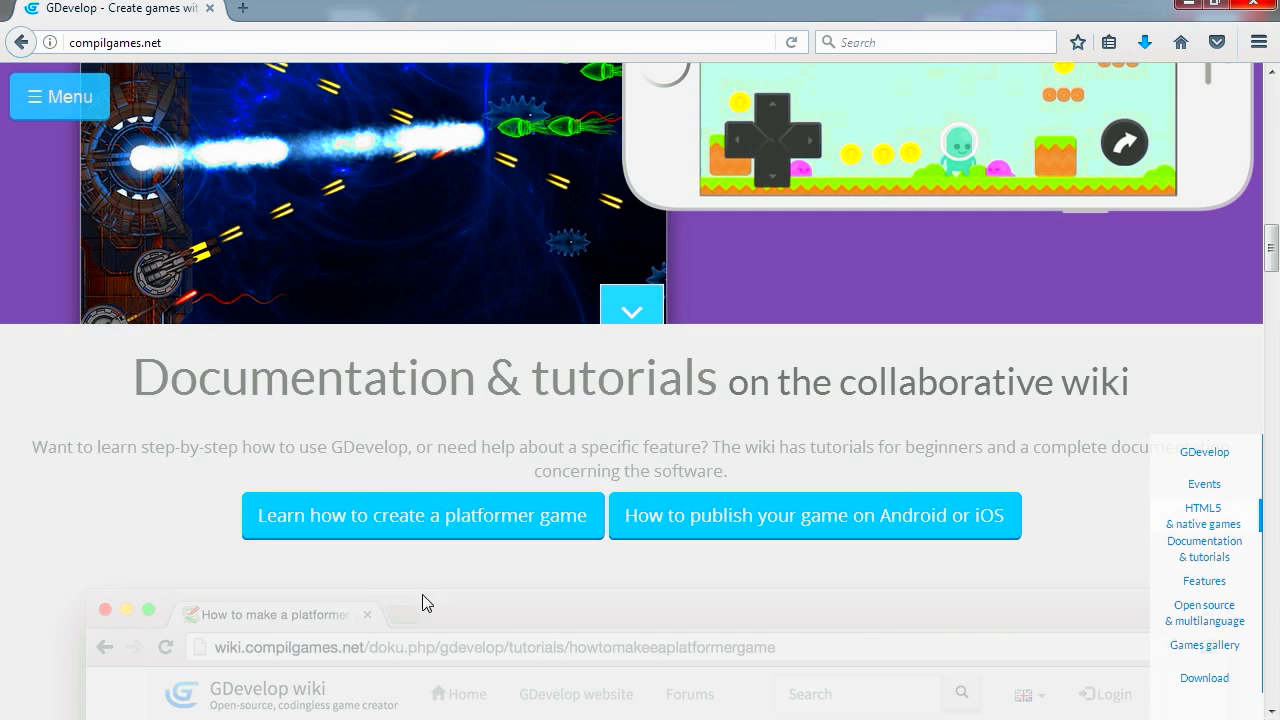 GDevelop - Create games wit
compilgames.net
Search
☰ Menu
Documentation & tutorials on the collaborative wiki
Want to learn step-by-step how to use GDevelop, or need help about a specific feature? The wiki has tutorials for beginners and a complete documentation
concerning the software.
Learn how to create a platformer game
How to publish your game on Android or iOS
GDevelop
Events
HTML5
& native games
Documentation
& tutorials
Features
Open source
& multilanguage
Games gallery
Download
How to make a platformer
wiki.compilgames.net/doku.php/gdevelop/tutorials/howtomakeeaplatformergame
GDevelop wiki
Open-source, codingless game creator
Home
GDevelop website
Forums
Search
Login